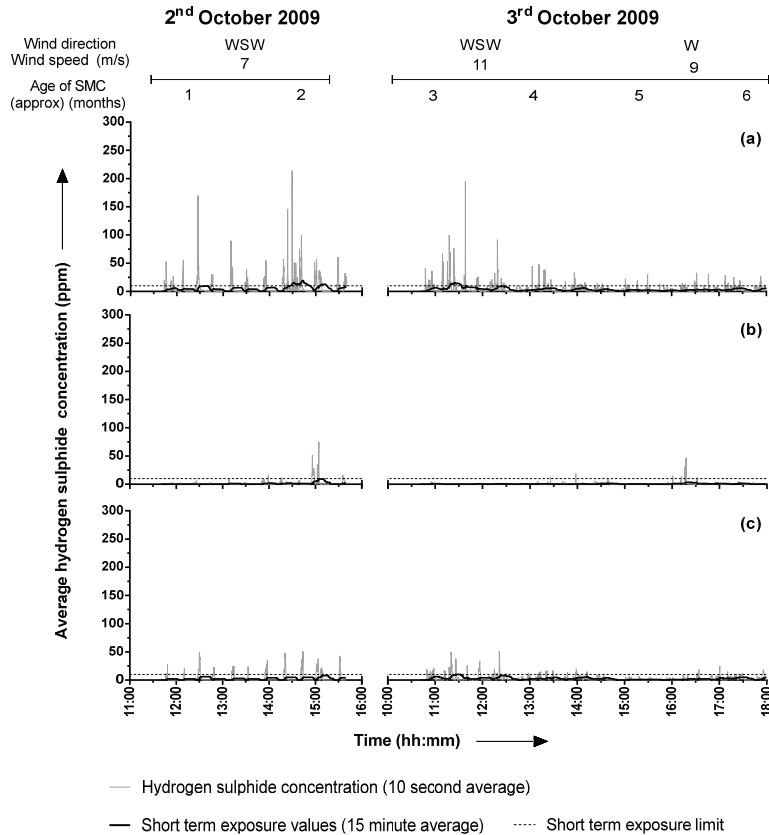 2nd October 2009
3rd October 2009
Wind direction
WSW
WSW
W
Wind speed (m/s)
7
11
9
Age of SMC
(approx) (months)
1
2
3
4
5
6
Average hydrogen sulphide concentration (ppm)
300
250
200
150
100
50
0
(a)
300
250
200
150
100
50
0
(b)
300
250
200
150
100
50
0
(c)
11:00
12:00
13:00
14:00
15:00
16:00
10:00
11:00
12:00
13:00
14:00
15:00
16:00
17:00
18:00
Time (hh:mm)
Hydrogen sulphide concentration (10 second average)
Short term exposure values (15 minute average)
Short term exposure limit